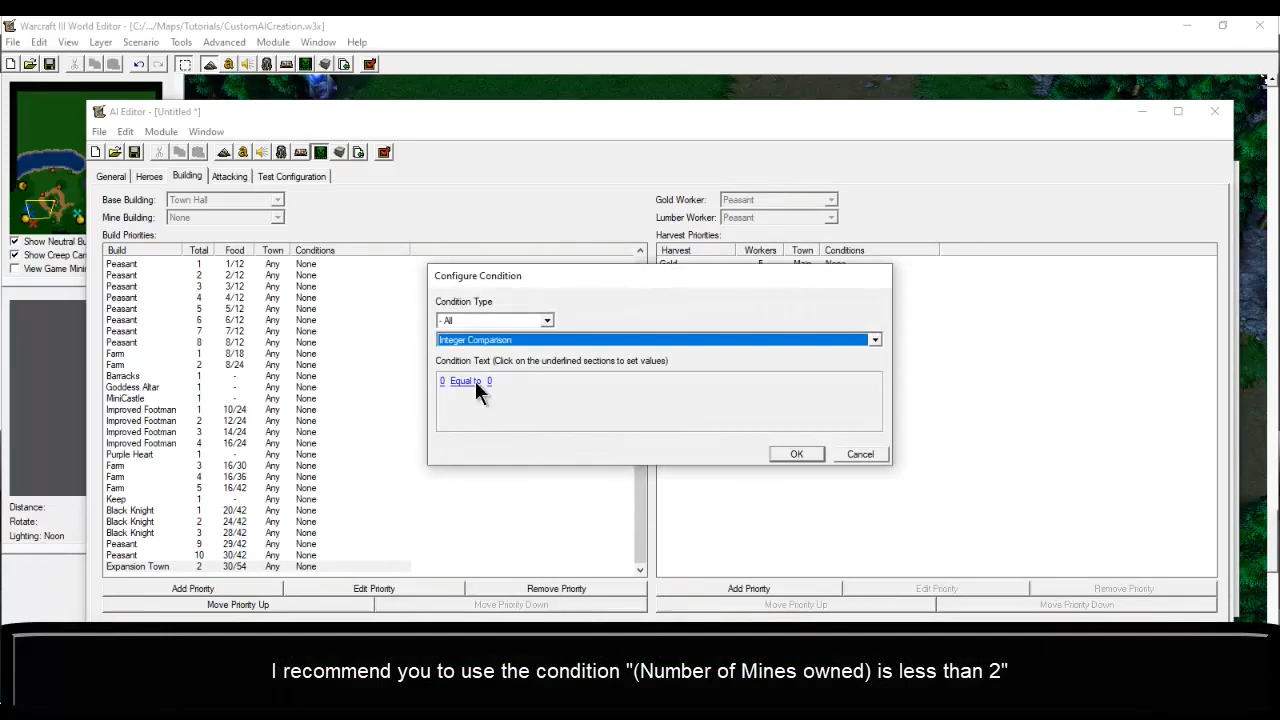 Warcraft III World Editor - [C:/.../Maps/Tutorials/CustomAICreation.w3x]
File Edit View Layer Scenario Tools Advanced Module Window Help
AI Editor - [Untitled *]
File Edit Module Window
General Heroes Building Attacking Test Configuration
Base Building: Town Hall
Mine Building: None
Gold Worker: Peasant
Lumber Worker: Peasant
Build Priorities:
Build Total Food Town Conditions
Peasant 1 1/12 Any None
Peasant 2 2/12 Any None
Peasant 3 3/12 Any None
Peasant 4 4/12 Any None
Peasant 5 5/12 Any None
Peasant 6 6/12 Any None
Peasant 7 7/12 Any None
Peasant 8 8/12 Any None
Farm 1 8/18 Any None
Farm 2 8/24 Any None
Barracks 1 - Any None
Goddess Altar 1 - Any None
MiniCastle 1 - Any None
Improved Footman 1 10/24 Any None
Improved Footman 2 12/24 Any None
Improved Footman 3 14/24 Any None
Improved Footman 4 16/24 Any None
Purple Heart 1 - Any None
Farm 3 16/30 Any None
Farm 4 16/36 Any None
Farm 5 16/42 Any None
Keep 1 - Any None
Black Knight 1 20/42 Any None
Black Knight 2 24/42 Any None
Black Knight 3 28/42 Any None
Peasant 9 29/42 Any None
Peasant 10 30/42 Any None
Expansion Town 2 30/54 Any None
Add Priority Edit Priority Remove Priority
Move Priority Up Move Priority Down
Harvest Priorities:
Harvest Workers Town Conditions
Add Priority Edit Priority Remove Priority
Move Priority Up Move Priority Down
Configure Condition
Condition Type
- All
Integer Comparison
Condition Text (Click on the underlined sections to set values)
0 Equal to 0
OK Cancel
Show Neutral Bu
Show Creep Can
View Game Mini
Distance:
Rotate:
Lighting: Noon
I recommend you to use the condition "(Number of Mines owned) is less than 2"